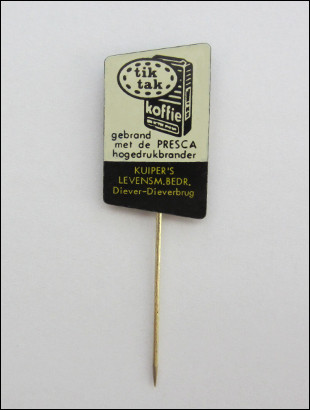 tik
tak
koffie
gebrand
met de PRESCA
hogedrukbrander
KUIPER'S
LEVENSM.BEDR.
Diever-Dieverbrug